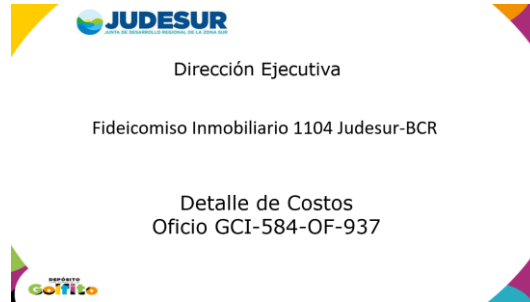 JUDESUR
JUNTA DE DESARROLLO REGIONAL DE LA ZONA SUR
Dirección Ejecutiva
Fideicomiso Inmobiliario 1104 Judesur-BCR
Detalle de Costos
Oficio GCI-584-OF-937
DEPÓSITO
Golfito